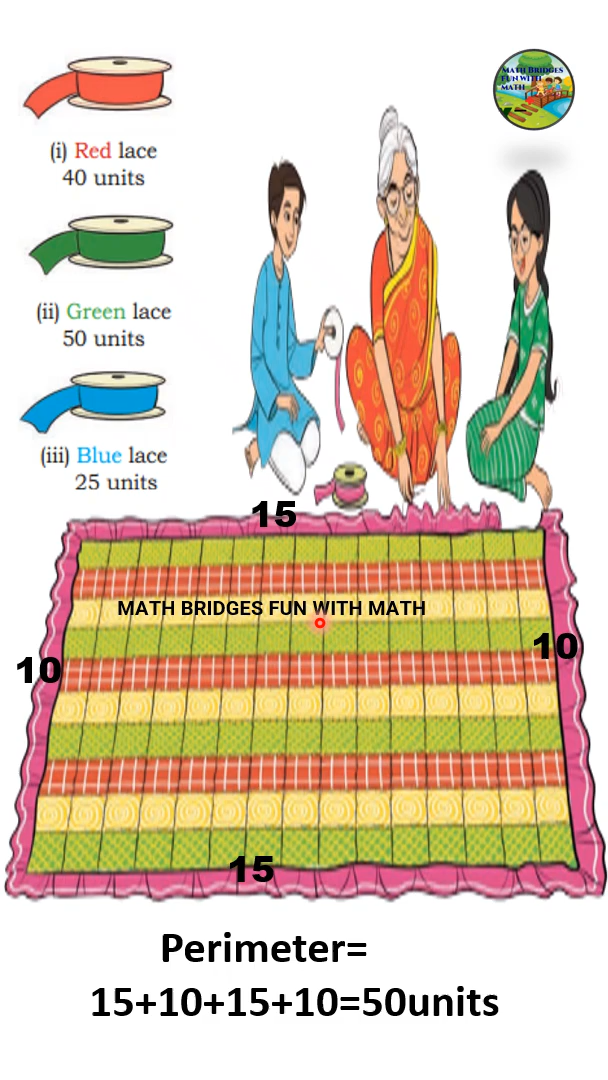 MATH BRIDGES
FUN WITH
MATH
(i) Red lace
40 units
(ii) Green lace
50 units
(iii) Blue lace
25 units
15
MATH BRIDGES FUN WITH MATH
10
10
15
Perimeter=
15+10+15+10=50units